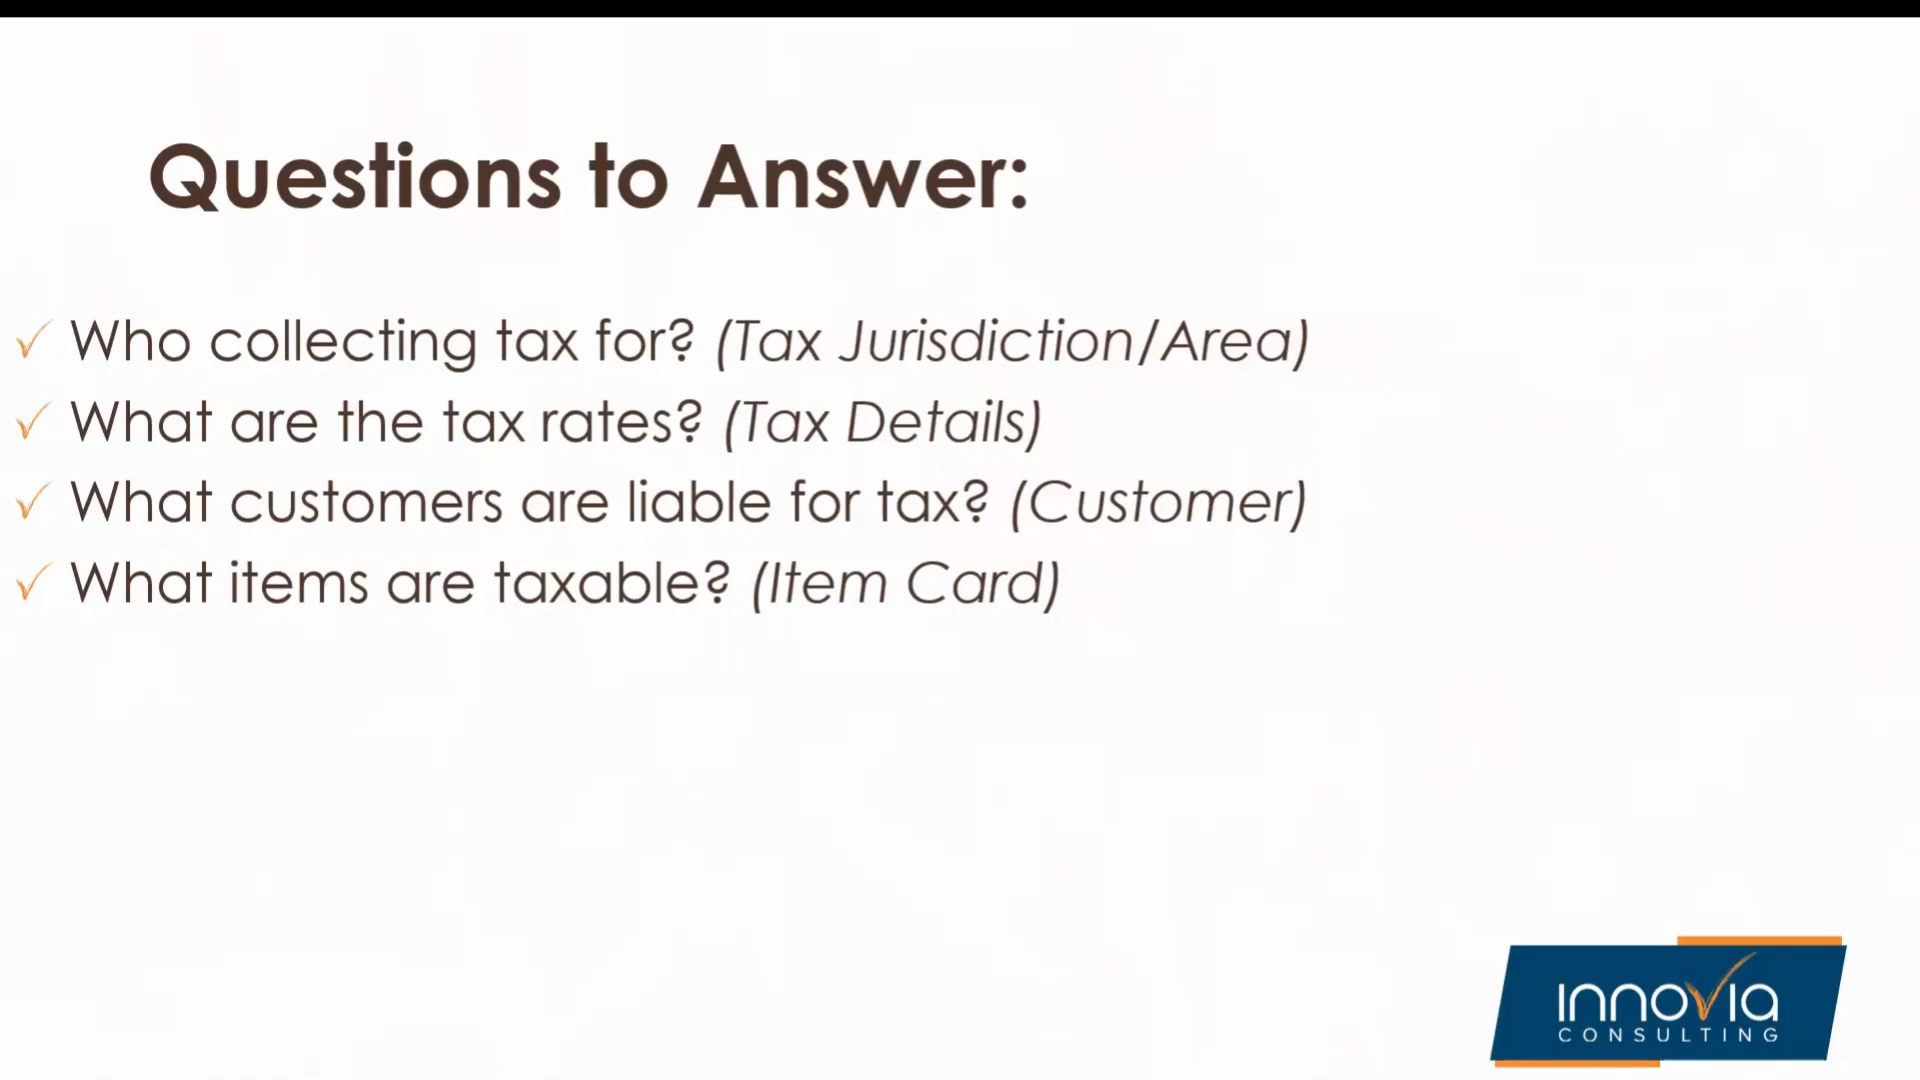 Questions to Answer:
Who collecting tax for? (Tax Jurisdiction/Area)
What are the tax rates? (Tax Details)
What customers are liable for tax? (Customer)
What items are taxable? (Item Card)
innovia
CONSULTING